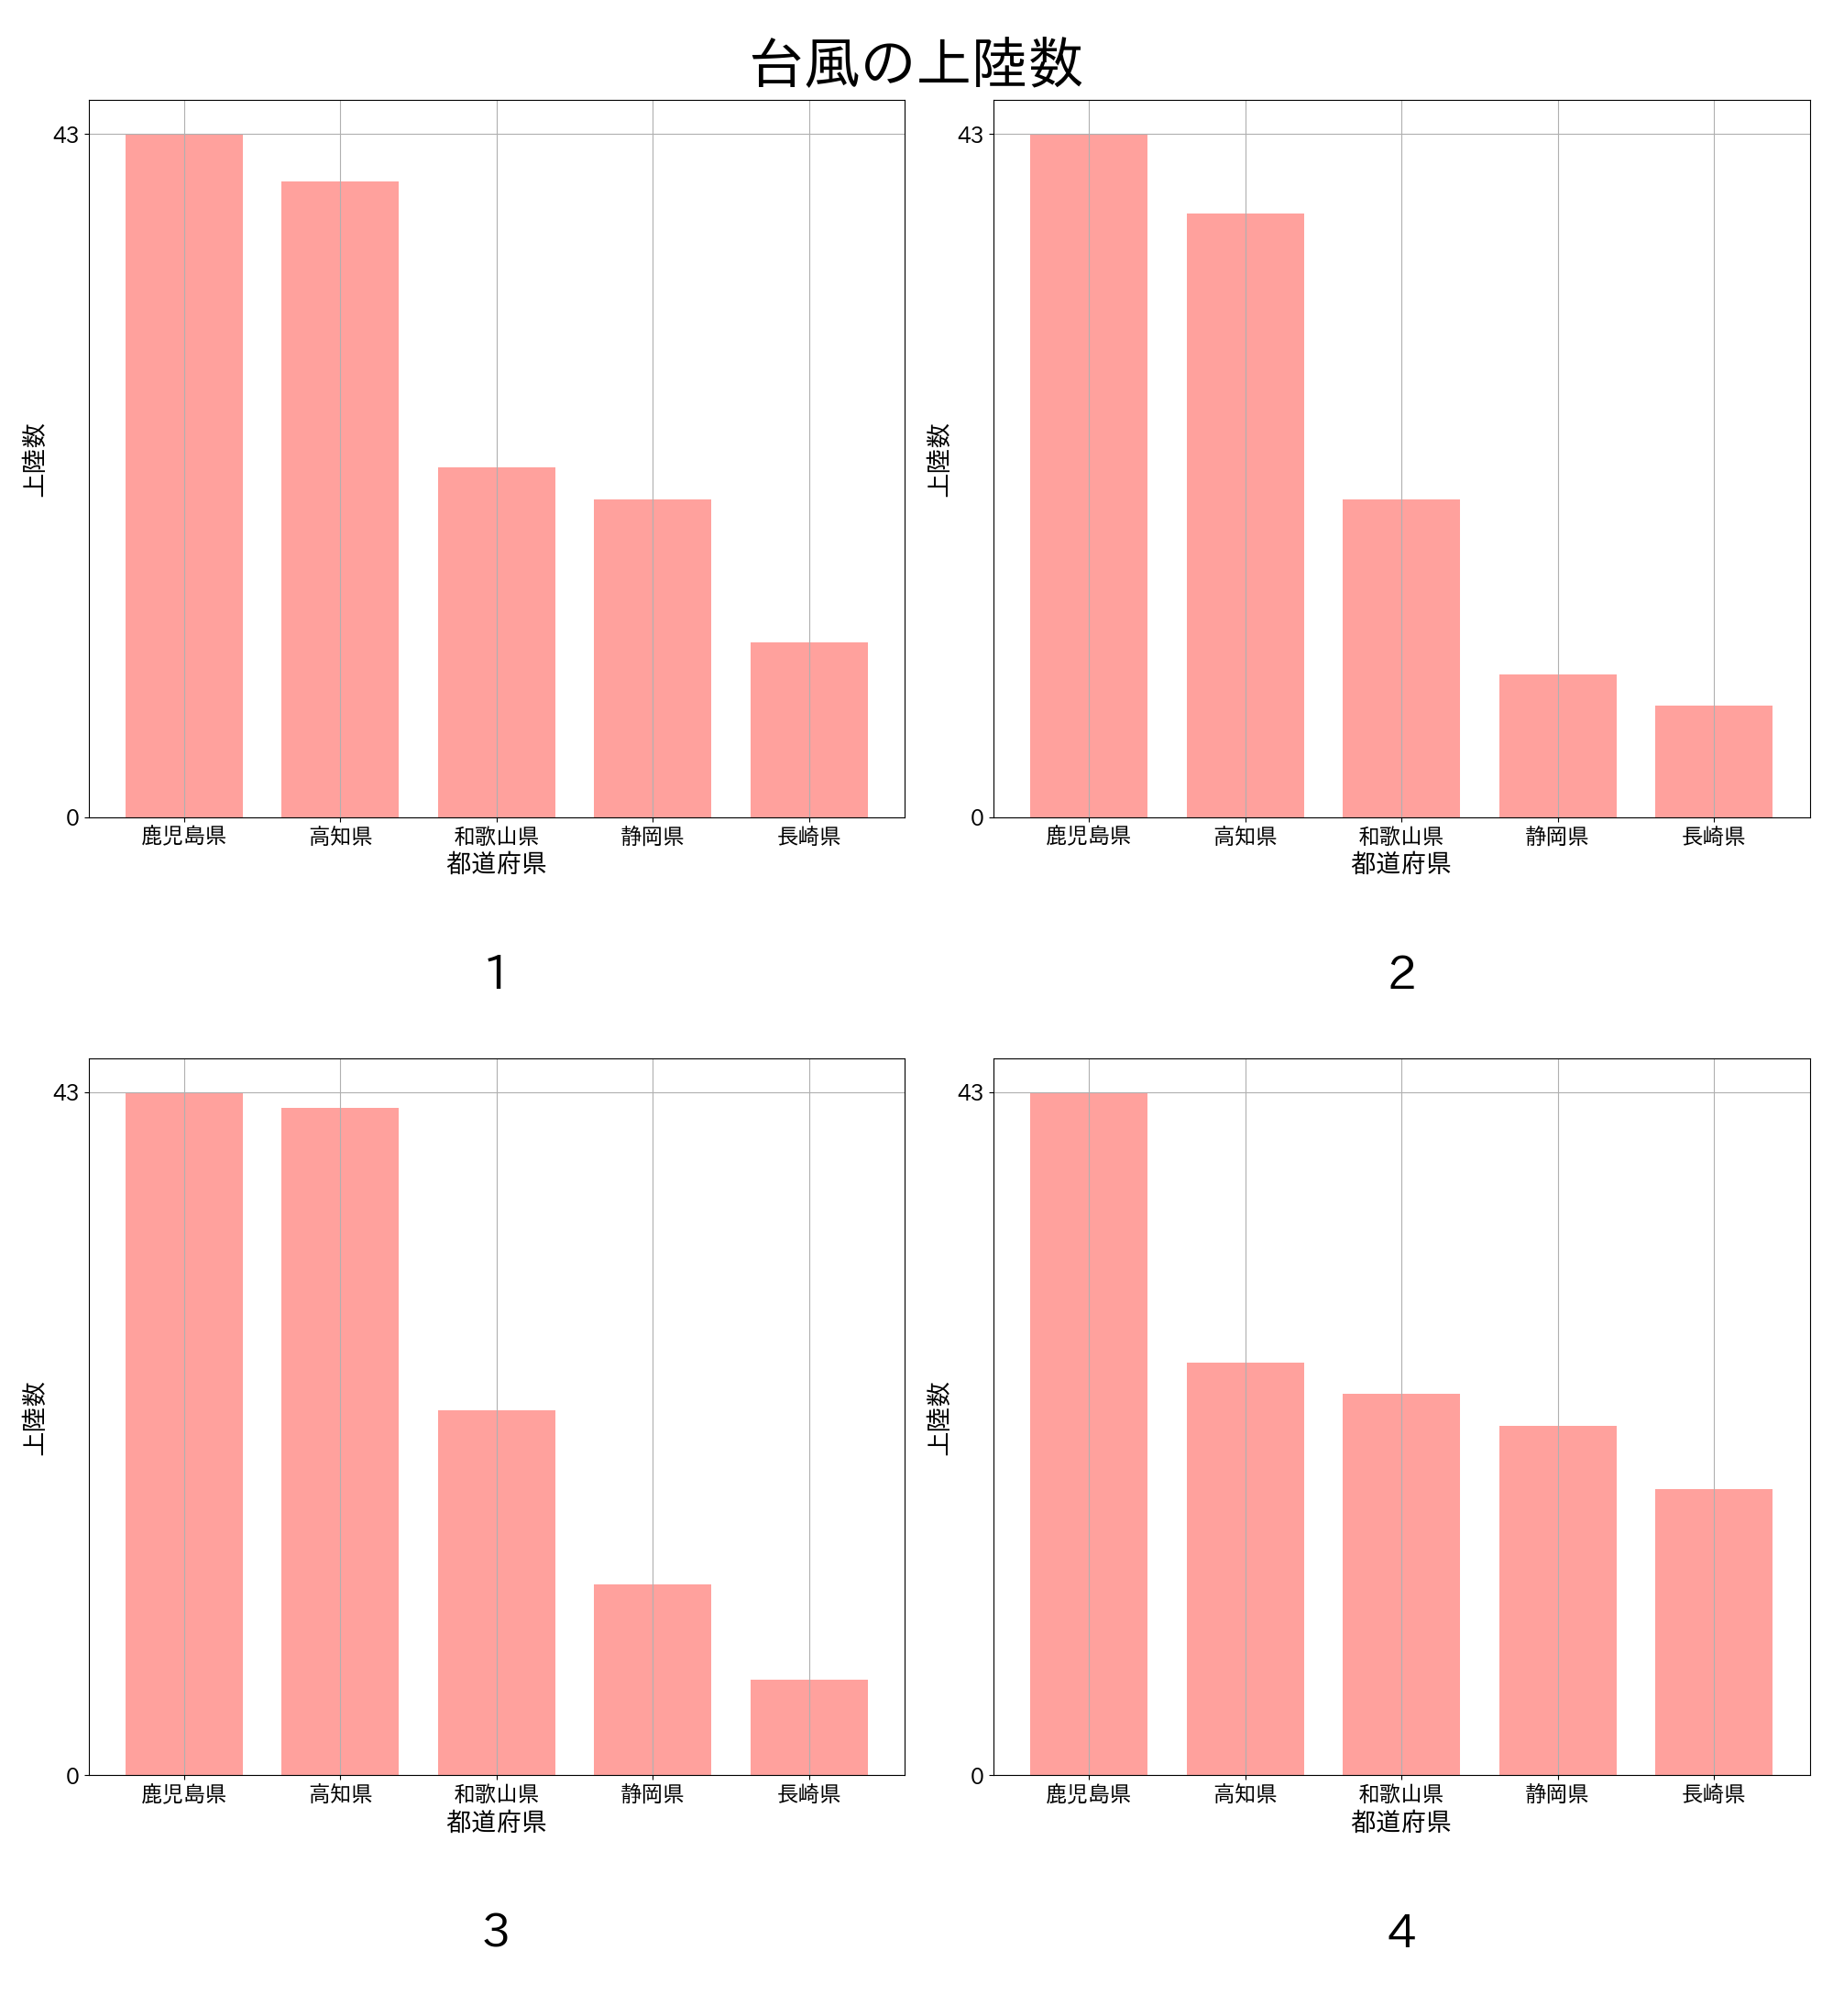 台風の上陸数
43
0
上陸数
鹿児島県 高知県 和歌山県 静岡県 長崎県
都道府県
1
43
0
上陸数
鹿児島県 高知県 和歌山県 静岡県 長崎県
都道府県
2
43
0
上陸数
鹿児島県 高知県 和歌山県 静岡県 長崎県
都道府県
3
43
0
上陸数
鹿児島県 高知県 和歌山県 静岡県 長崎県
都道府県
4